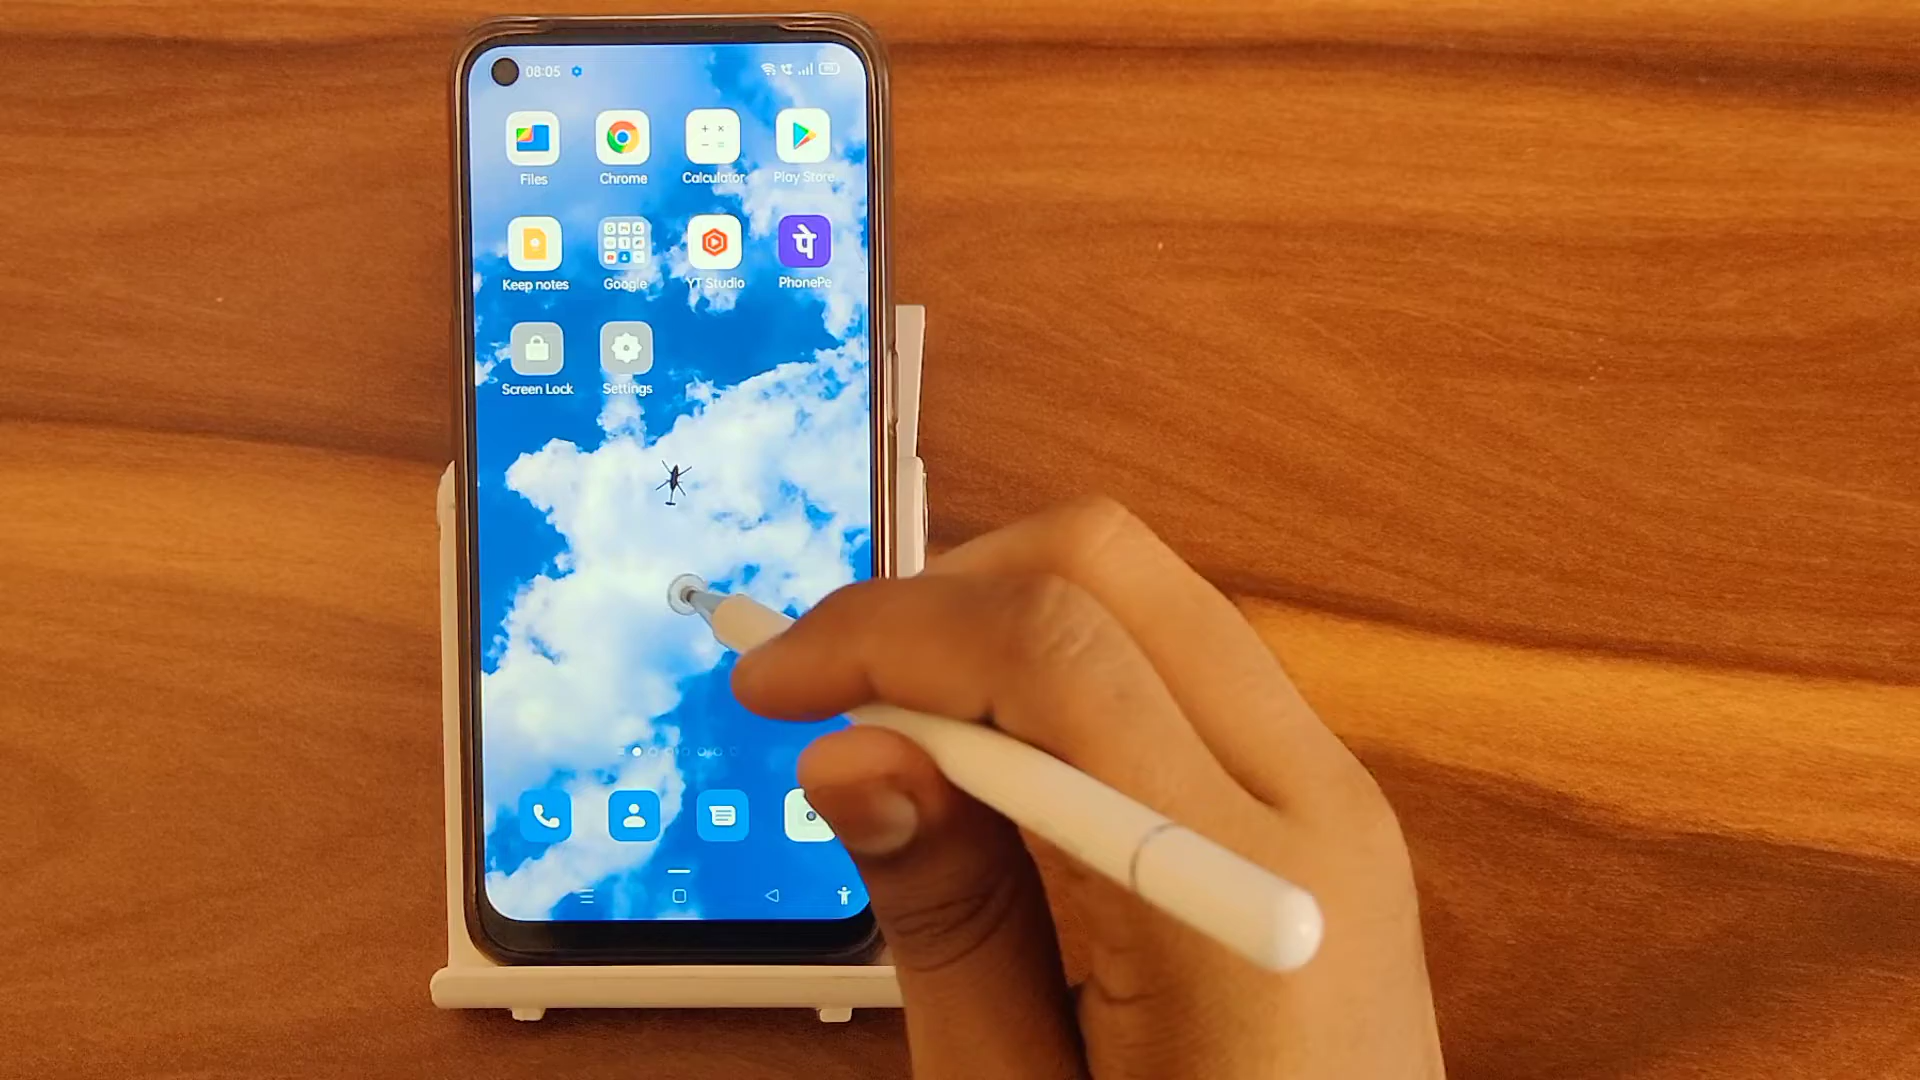 08:05
Files Chrome Calculator Play Store
Keep notes Google YT Studio PhonePe
पे
Screen Lock Settings